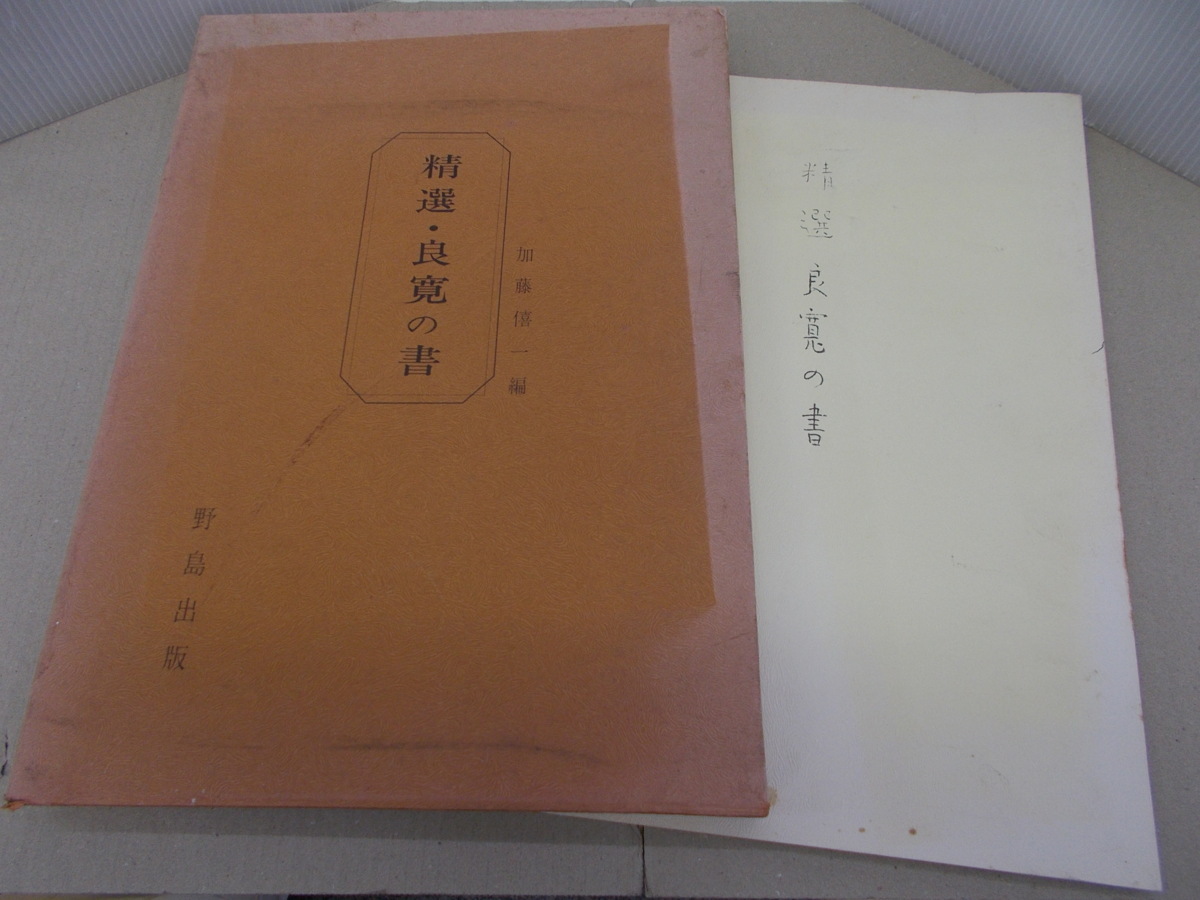 精選・良寛の書
加藤僖一編
野島出版
精選良寛の書